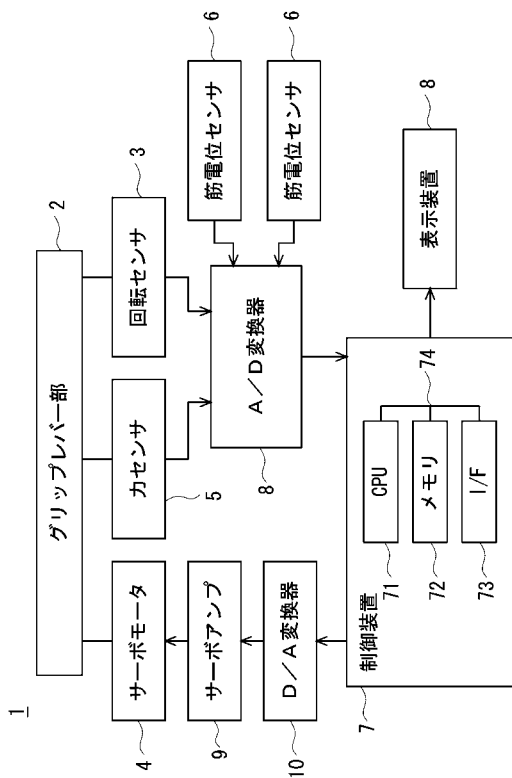 1
グリップレバー部
2
サーボモータ
4
力センサ
5
回転センサ
3
サーボアンプ
9
D/A変換器
10
A/D変換器
8
筋電位センサ
6
筋電位センサ
6
制御装置
7
CPU
71
メモリ
72
I/F
73
74
表示装置
8